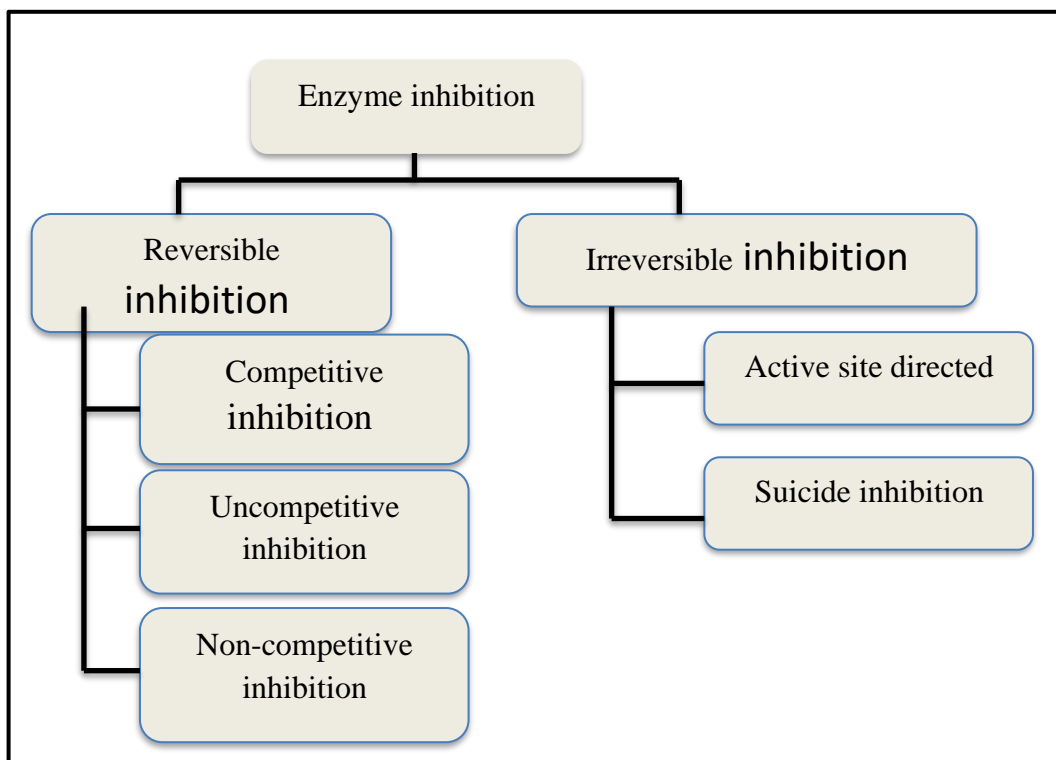 Enzyme inhibition
Reversible
inhibition
Competitive
inhibition
Uncompetitive
inhibition
Non-competitive
inhibition
Irreversible inhibition
Active site directed
Suicide inhibition